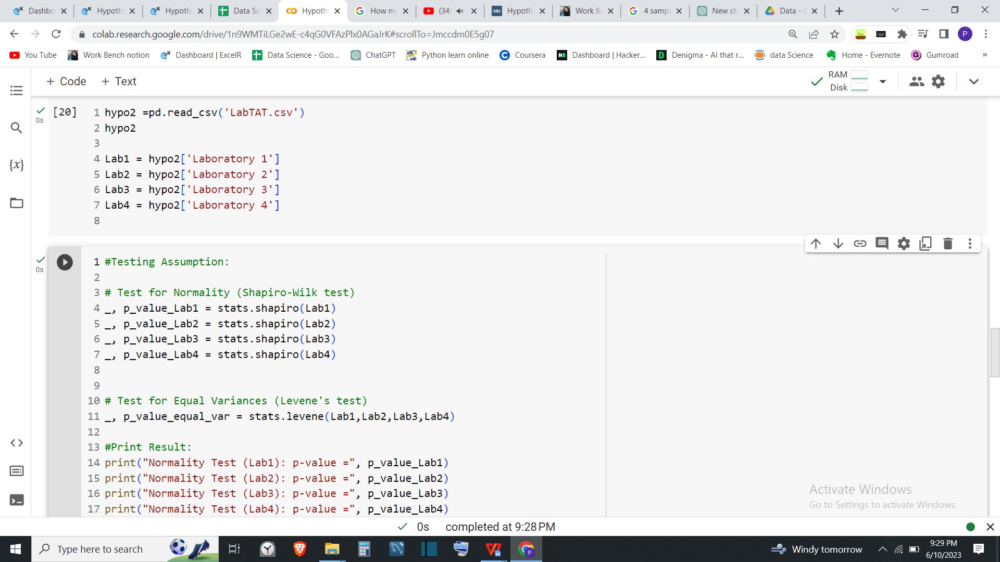 Dashbo
Hypoth
Hypoth
Data Sc
Hypoth
How ma
(34)
Hypoth
Work Be
4 sampl
New ch
Data - 
colab.research.google.com/drive/1n9WMTiLGe2wE-c4qG0VFAzPlx0AGaJrK#scrollTo=Jmccdm0E5g07
P
You Tube
Work Bench notion
Dashboard | ExcelR
Data Science - Goo...
ChatGPT
Python learn online
Coursera
Dashboard | Hacker...
Denigma - AI that r...
data Science
Home - Evernote
Gumroad
»
+ Code + Text
RAM
Disk
[20]
0s
1 hypo2 =pd.read_csv('LabTAT.csv')
2 hypo2
3
4 Lab1 = hypo2['Laboratory 1']
5 Lab2 = hypo2['Laboratory 2']
6 Lab3 = hypo2['Laboratory 3']
7 Lab4 = hypo2['Laboratory 4']
8
0s
1 #Testing Assumption:
2
3 # Test for Normality (Shapiro-Wilk test)
4 _, p_value_Lab1 = stats.shapiro(Lab1)
5 _, p_value_Lab2 = stats.shapiro(Lab2)
6 _, p_value_Lab3 = stats.shapiro(Lab3)
7 _, p_value_Lab4 = stats.shapiro(Lab4)
8
9
10 # Test for Equal Variances (Levene's test)
11 _, p_value_equal_var = stats.levene(Lab1,Lab2,Lab3,Lab4)
12
13 #Print Result:
14 print("Normality Test (Lab1): p-value =", p_value_Lab1)
15 print("Normality Test (Lab2): p-value =", p_value_Lab2)
16 print("Normality Test (Lab3): p-value =", p_value_Lab3)
17 print("Normality Test (Lab4): p-value =", p_value_Lab4)
Activate Windows
Go to Settings to activate Windows.
0s completed at 9:28 PM
Type here to search
Windy tomorrow
9:29 PM
6/10/2023